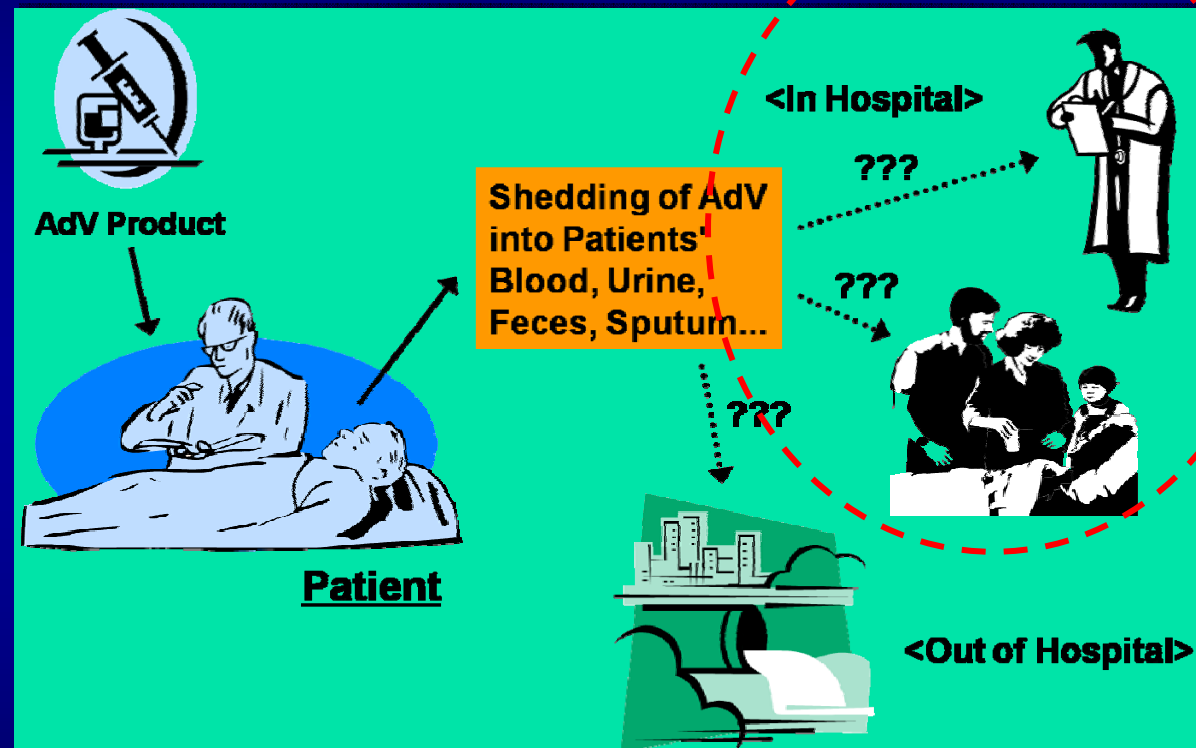 AdV Product
Patient
Shedding of AdV
into Patients'
Blood, Urine,
Feces, Sputum...
<In Hospital>
???
???
???
<Out of Hospital>